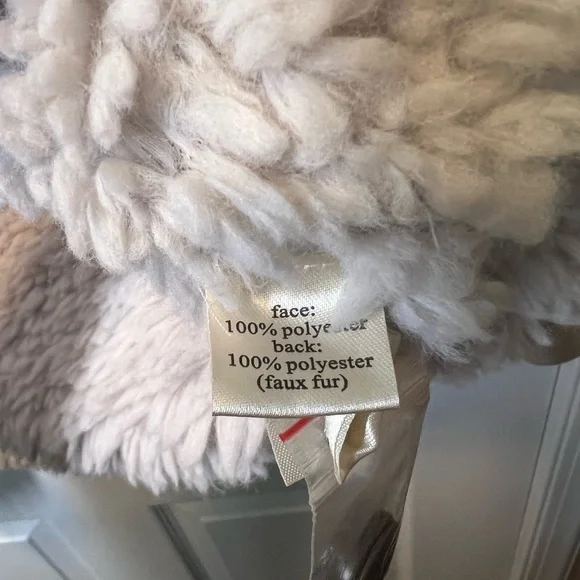 face:
100% polyester
back:
100% polyester
(faux fur)